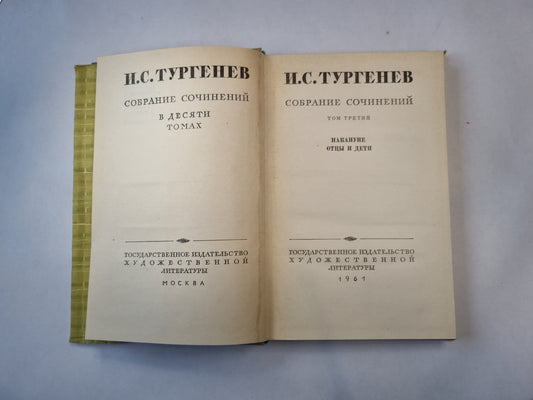 И.С.ТУРГЕНЕВ
СОБРАНИЕ СОЧИНЕНИЙ
В ДЕСЯТИ
ТОМАХ
ГОСУДАРСТВЕННОЕ ИЗДАТЕЛЬСТВО
ХУДОЖЕСТВЕННОЙ
ЛИТЕРАТУРЫ
МОСКВА
И.С.ТУРГЕНЕВ
СОБРАНИЕ СОЧИНЕНИЙ
ТОМ ТРЕТИЙ
НАКАНУНЕ
ОТЦЫ И ДЕТИ
ГОСУДАРСТВЕННОЕ ИЗДАТЕЛЬСТВО
ХУДОЖЕСТВЕННОЙ
ЛИТЕРАТУРЫ
1961